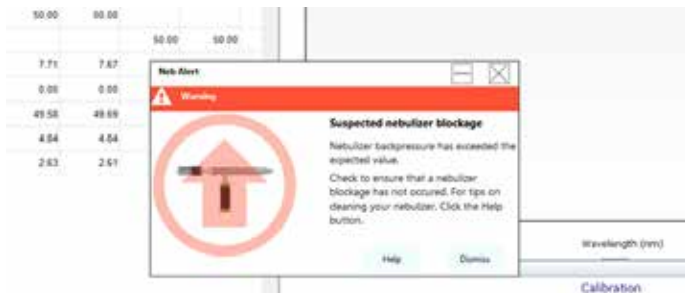 50.00 80.00
50.00 50.00
7.71 7.67
0.00 0.00
49.58 49.69
4.84 4.84
2.63 2.61
Neb Alert
Warning
Suspected nebulizer blockage
Nebulizer backpressure has exceeded the
expected value.
Check to ensure that a nebulizer
blockage has not occured. For tips on
cleaning your nebulizer. Click the Help
button.
Help Dismiss
Wavelength (nm)
Calibration